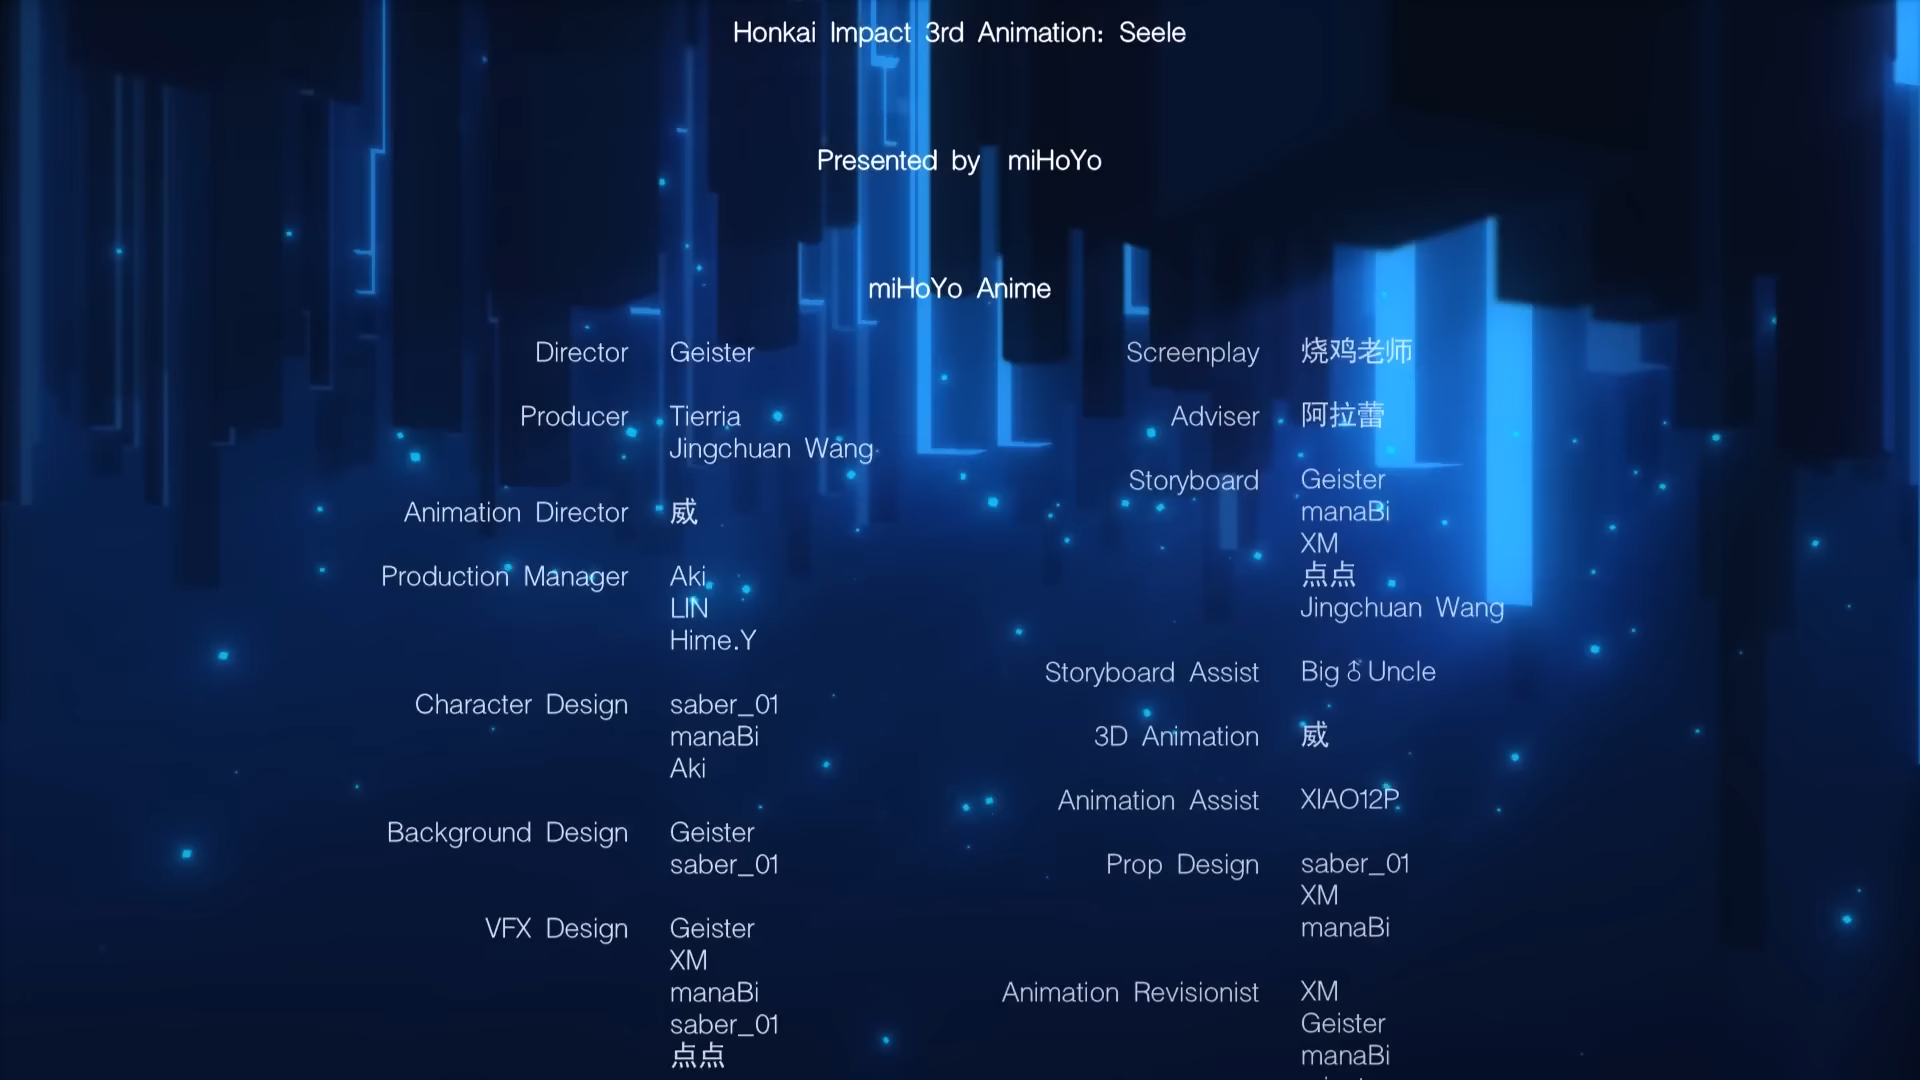 Honkai Impact 3rd Animation: Seele
Presented by miHoYo
miHoYo Anime
Director Geister
Producer Tierria
Jingchuan Wang
Animation Director 威
Production Manager Aki
LIN
Hime.Y
Character Design saber_01
manaBi
Aki
Background Design Geister
saber_01
VFX Design Geister
XM
manaBi
saber_01
点点
Screenplay 烧鸡老师
Adviser 阿拉蕾
Storyboard Geister
manaBi
XM
点点
Jingchuan Wang
Storyboard Assist Big♂Uncle
3D Animation 威
Animation Assist XIAO12P
Prop Design saber_01
XM
manaBi
Animation Revisionist XM
Geister
manaBi